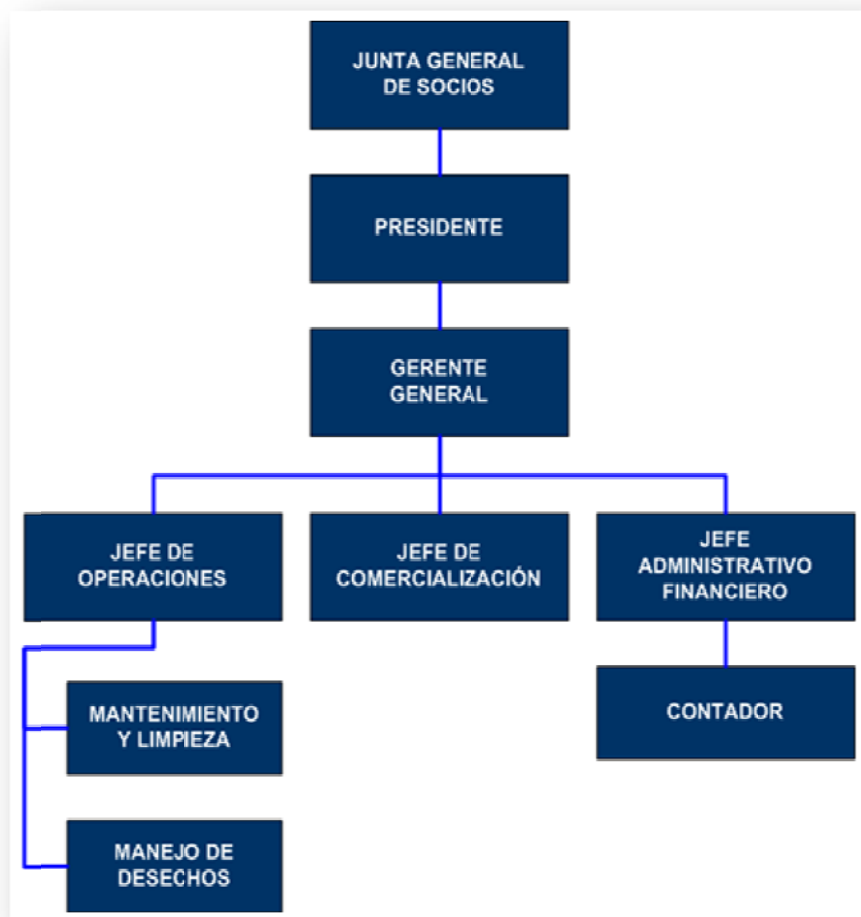 JUNTA GENERAL
DE SOCIOS
PRESIDENTE
GERENTE
GENERAL
JEFE DE
OPERACIONES
JEFE DE
COMERCIALIZACIÓN
JEFE
ADMINISTRATIVO
FINANCIERO
MANTENIMIENTO
Y LIMPIEZA
CONTADOR
MANEJO DE
DESECHOS